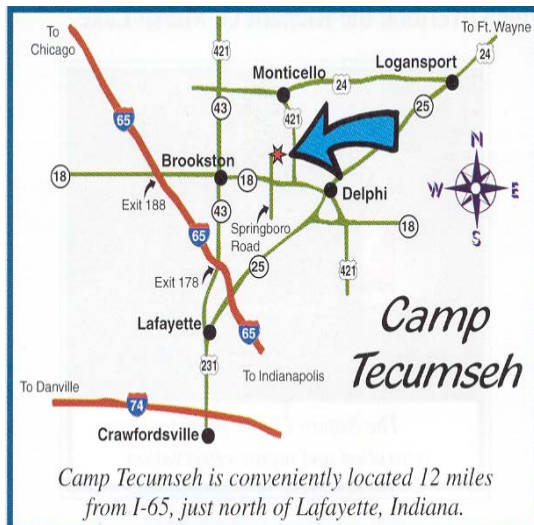 To
Chicago
421
To Ft. Wayne
24
Logansport
Monticello
24
43
25
65
421
N
18
Brookston
18
W
E
Delphi
Exit 188
43
Springboro
Road
S
18
65
25
421
Exit 178
Lafayette
65
Camp
Tecumseh
231
To Indianapolis
To Danville
74
Crawfordsville
Camp Tecumseh is conveniently located 12 miles
from I-65, just north of Lafayette, Indiana.